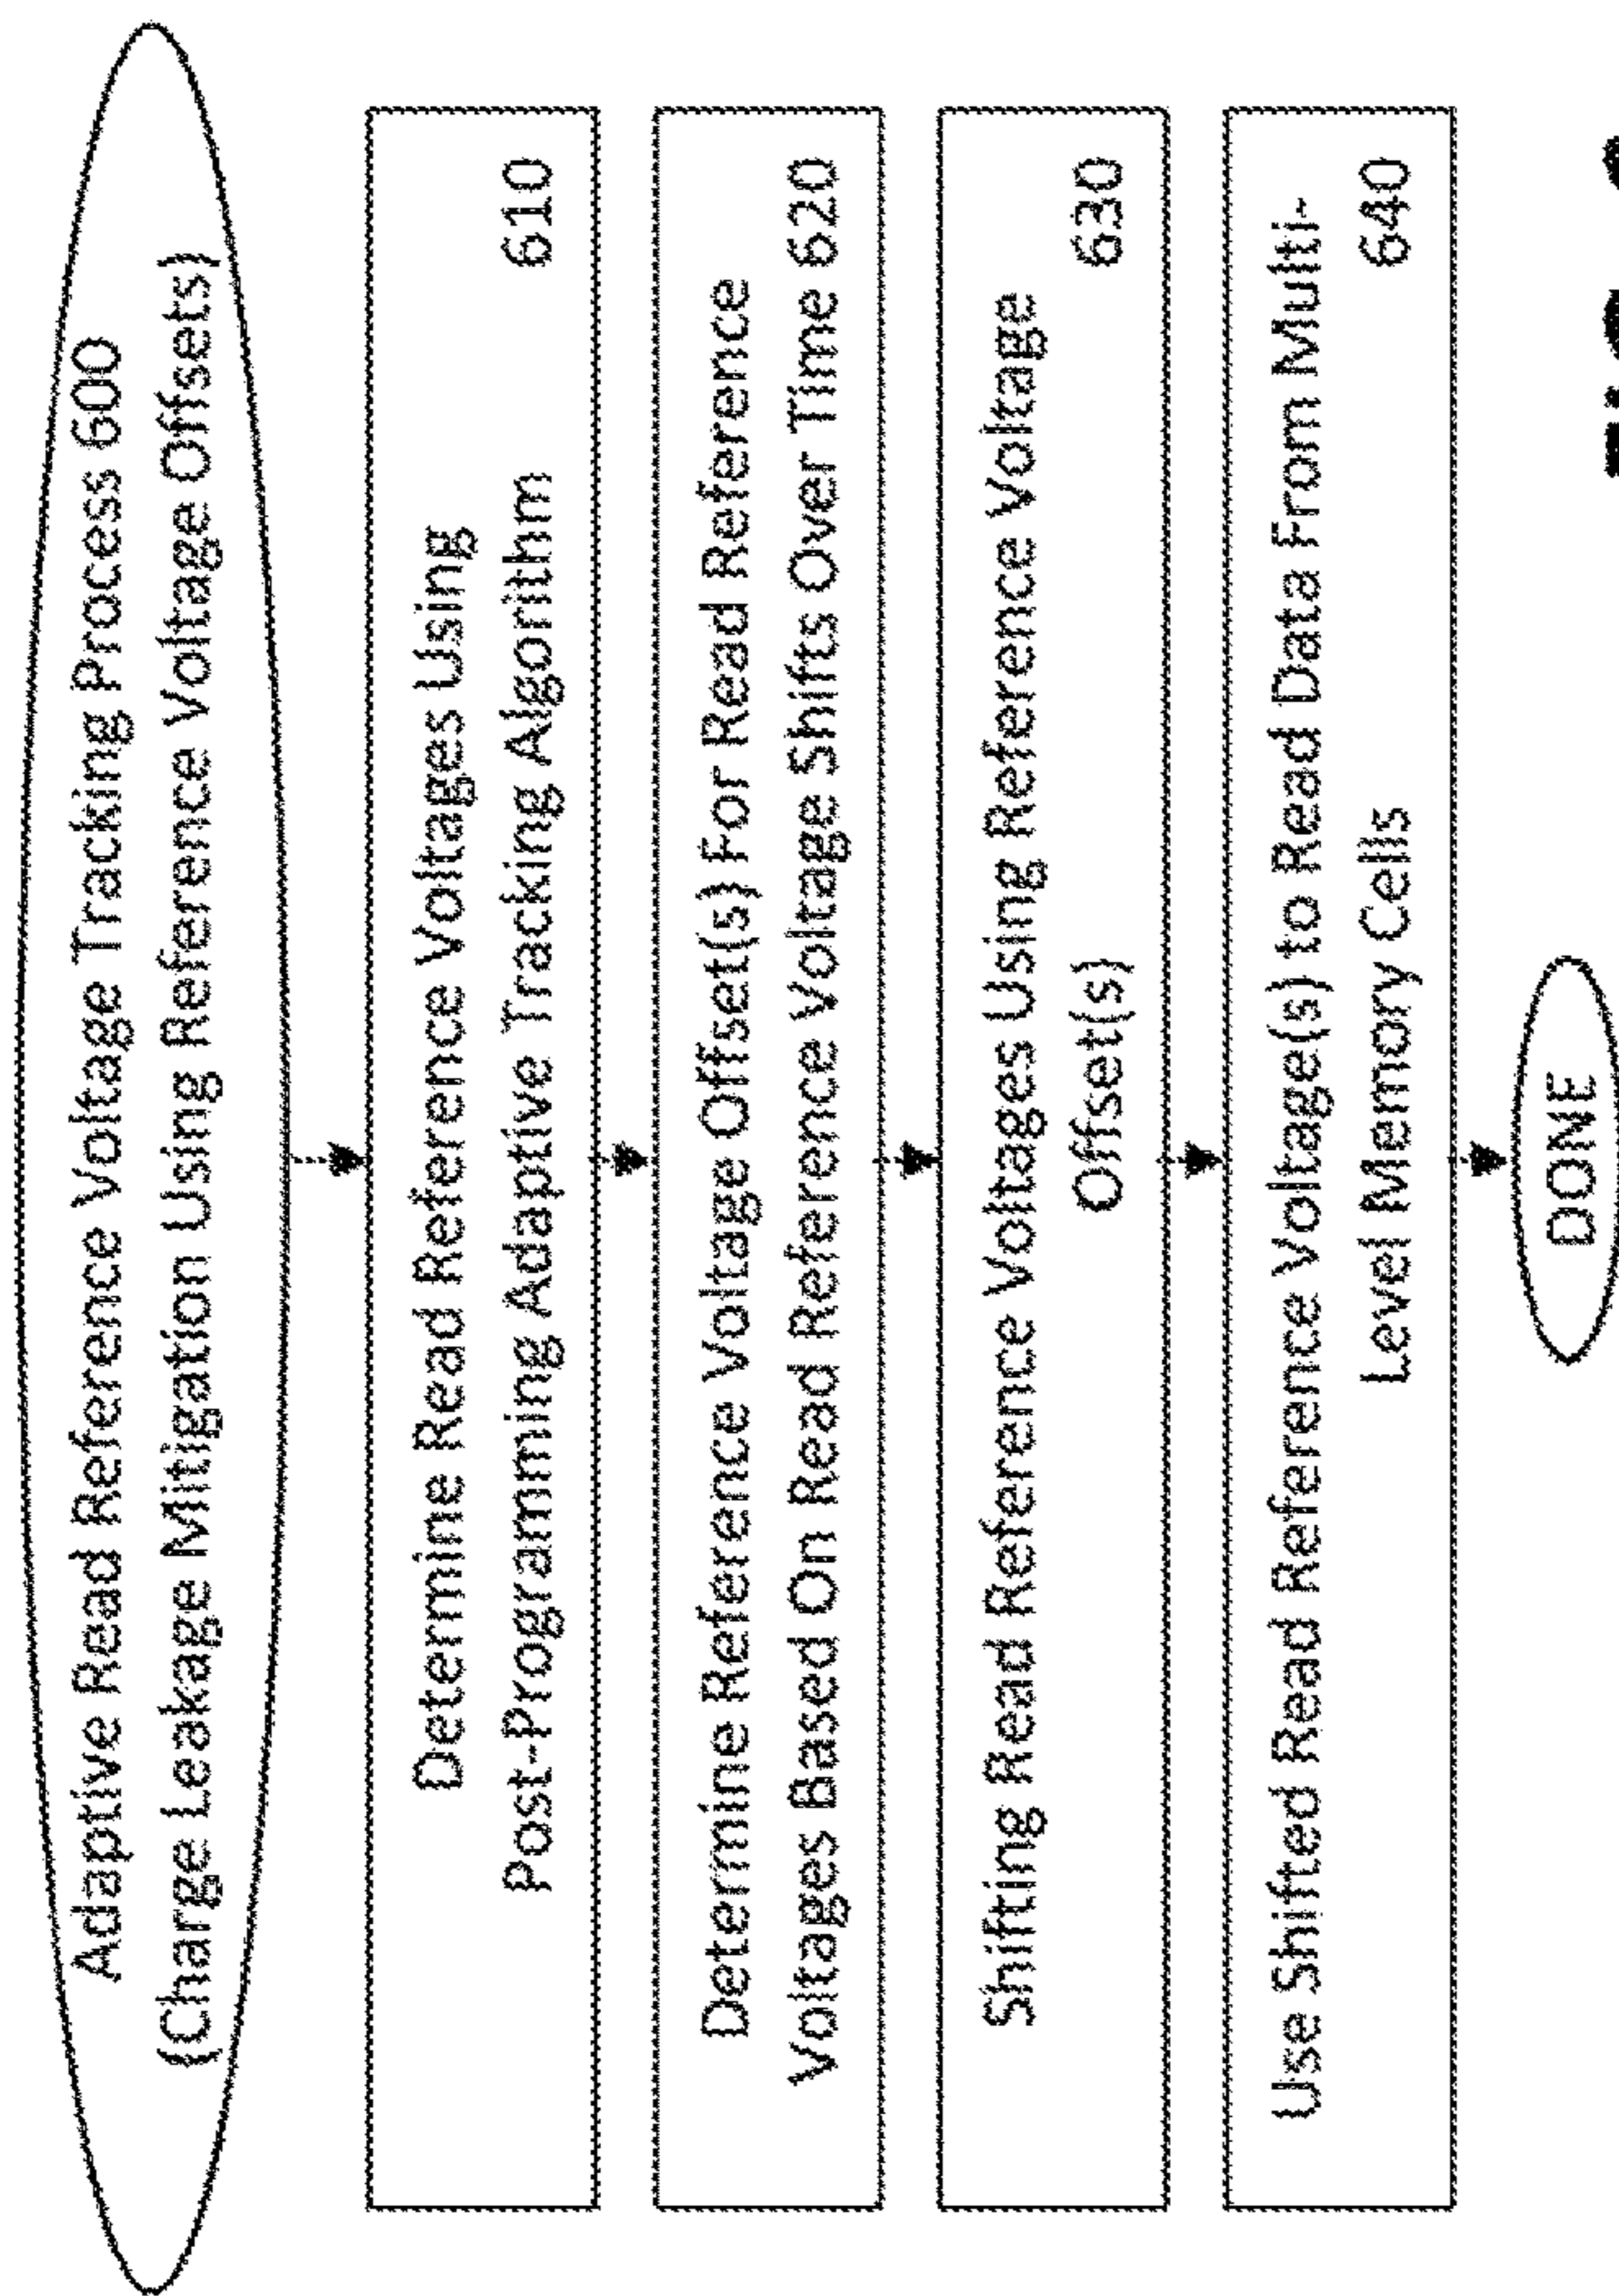 Adaptive Read Reference Voltage Tracking Process 600
(Charge Leakage Mitigation Using Reference Voltage Offsets)
Determine Read Reference Voltages Using
Post-Programming Adaptive Tracking Algorithm 610
Determine Reference Voltage Offset(s) For Read Reference
Voltages Based On Read Reference Voltage Shifts Over Time 620
Shifting Read Reference Voltages Using Reference Voltage
Offset(s) 630
Use Shifted Read Reference Voltage(s) to Read Data From Multi-
Level Memory Cells 640
DONE